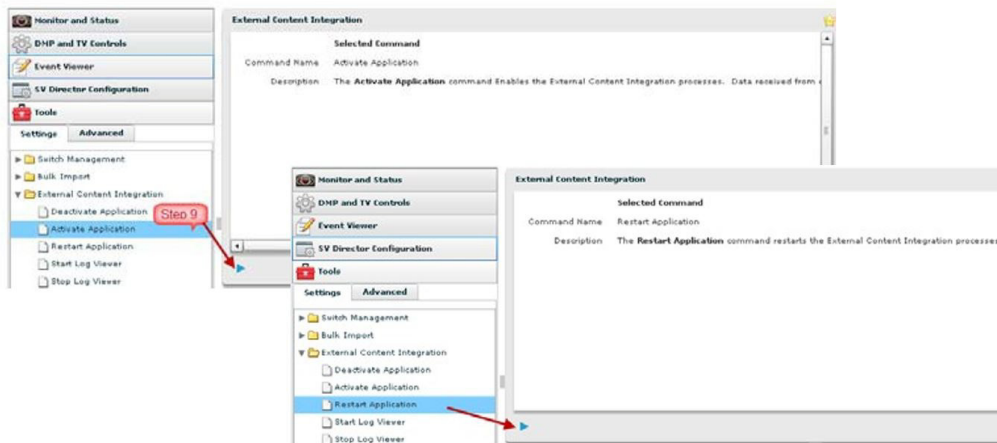 Monitor and Status
DMP and TV Controls
Event Viewer
SV Director Configuration
Tools
Settings
Advanced
Switch Management
Bulk Import
External Content Integration
Deactivate Application
Step 9
Activate Application
Restart Application
Start Log Viewer
Stop Log Viewer
External Content Integration
Selected Command
Command Name Activate Application
Description The Activate Application command Enables the External Content Integration processes. Data received from
Monitor and Status
DMP and TV Controls
Event Viewer
SV Director Configuration
Tools
Settings
Advanced
Switch Management
Bulk Import
External Content Integration
Deactivate Application
Activate Application
Restart Application
Start Log Viewer
Stop Log Viewer
External Content Integration
Selected Command
Command Name Restart Application
Description The Restart Application command restarts the External Content Integration processes